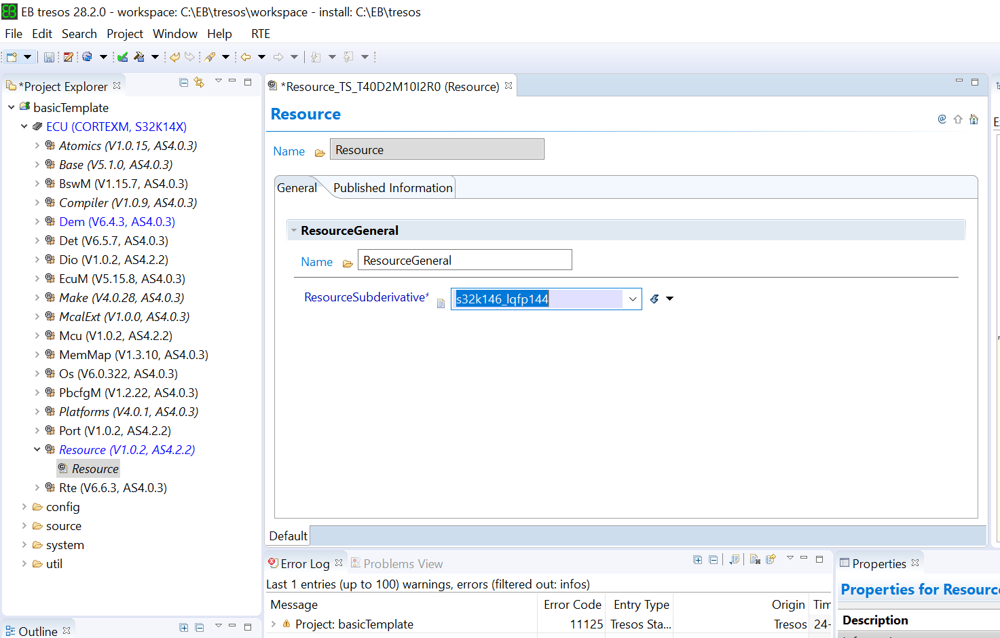 EB tresos 28.2.0 - workspace: C:\EB\tresos\workspace - install: C:\EB\tresos
File Edit Search Project Window Help RTE
*Project Explorer
basicTemplate
ECU (CORTEXM, S32K14X)
Atomics (V1.0.15, AS4.0.3)
Base (V5.1.0, AS4.0.3)
BswM (V1.15.7, AS4.0.3)
Compiler (V1.0.9, AS4.0.3)
Dem (V6.4.3, AS4.0.3)
Det (V6.5.7, AS4.0.3)
Dio (V1.0.2, AS4.2.2)
EcuM (V5.15.8, AS4.0.3)
Make (V4.0.28, AS4.0.3)
McalExt (V1.0.0, AS4.0.3)
Mcu (V1.0.2, AS4.2.2)
MemMap (V1.3.10, AS4.0.3)
Os (V6.0.322, AS4.0.3)
PbcfgM (V1.2.22, AS4.0.3)
Platforms (V4.0.1, AS4.0.3)
Port (V1.0.2, AS4.2.2)
Resource (V1.0.2, AS4.2.2)
Resource
Rte (V6.6.3, AS4.0.3)
config
source
system
util
Outline
*Resource_TS_T40D2M10I2R0 (Resource)
Resource
Name Resource
General Published Information
ResourceGeneral
Name ResourceGeneral
ResourceSubderivative* s32k146_lqfp144
Default
Error Log Problems View
Last 1 entries (up to 100) warnings, errors (filtered out: infos)
Message Error Code Entry Type Origin Tim
Project: basicTemplate 11125 Tresos Sta... Tresos 24-
Properties
Properties for Resourc
Description